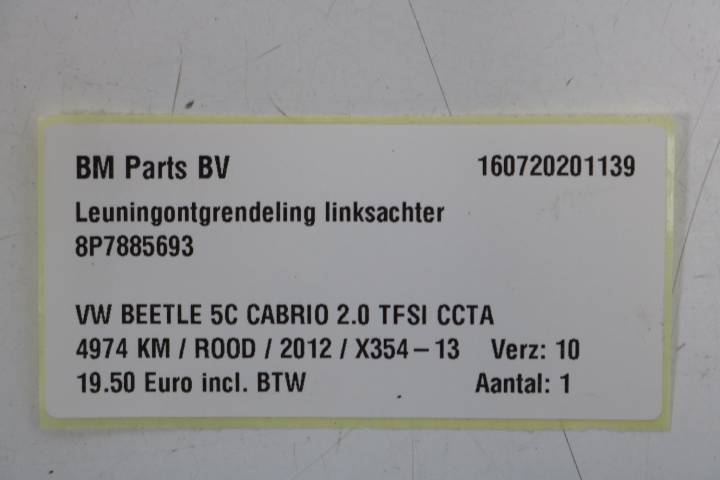 BM Parts BV 160720201139
Leuningontgrendeling linksachter
8P7885693
VW BEETLE 5C CABRIO 2.0 TFSI CCTA
4974 KM / ROOD / 2012 / X354-13 Verz: 10
19.50 Euro incl. BTW Aantal: 1